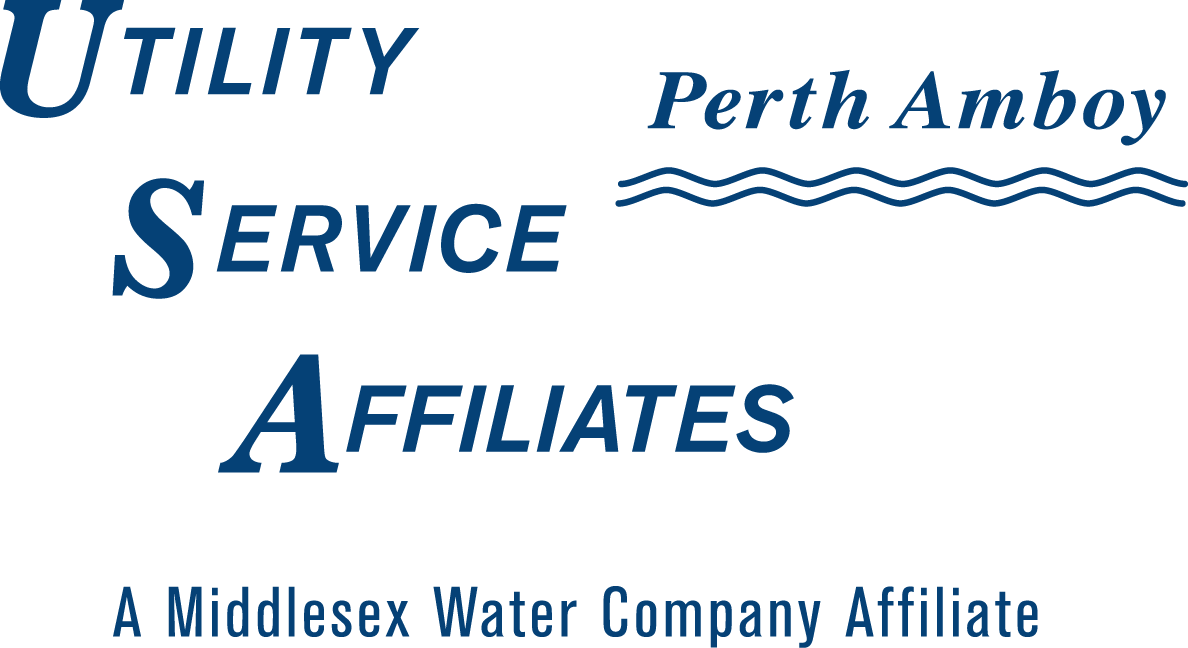 UTILITY
Perth Amboy
SERVICE
AFFILIATES
A Middlesex Water Company Affiliate